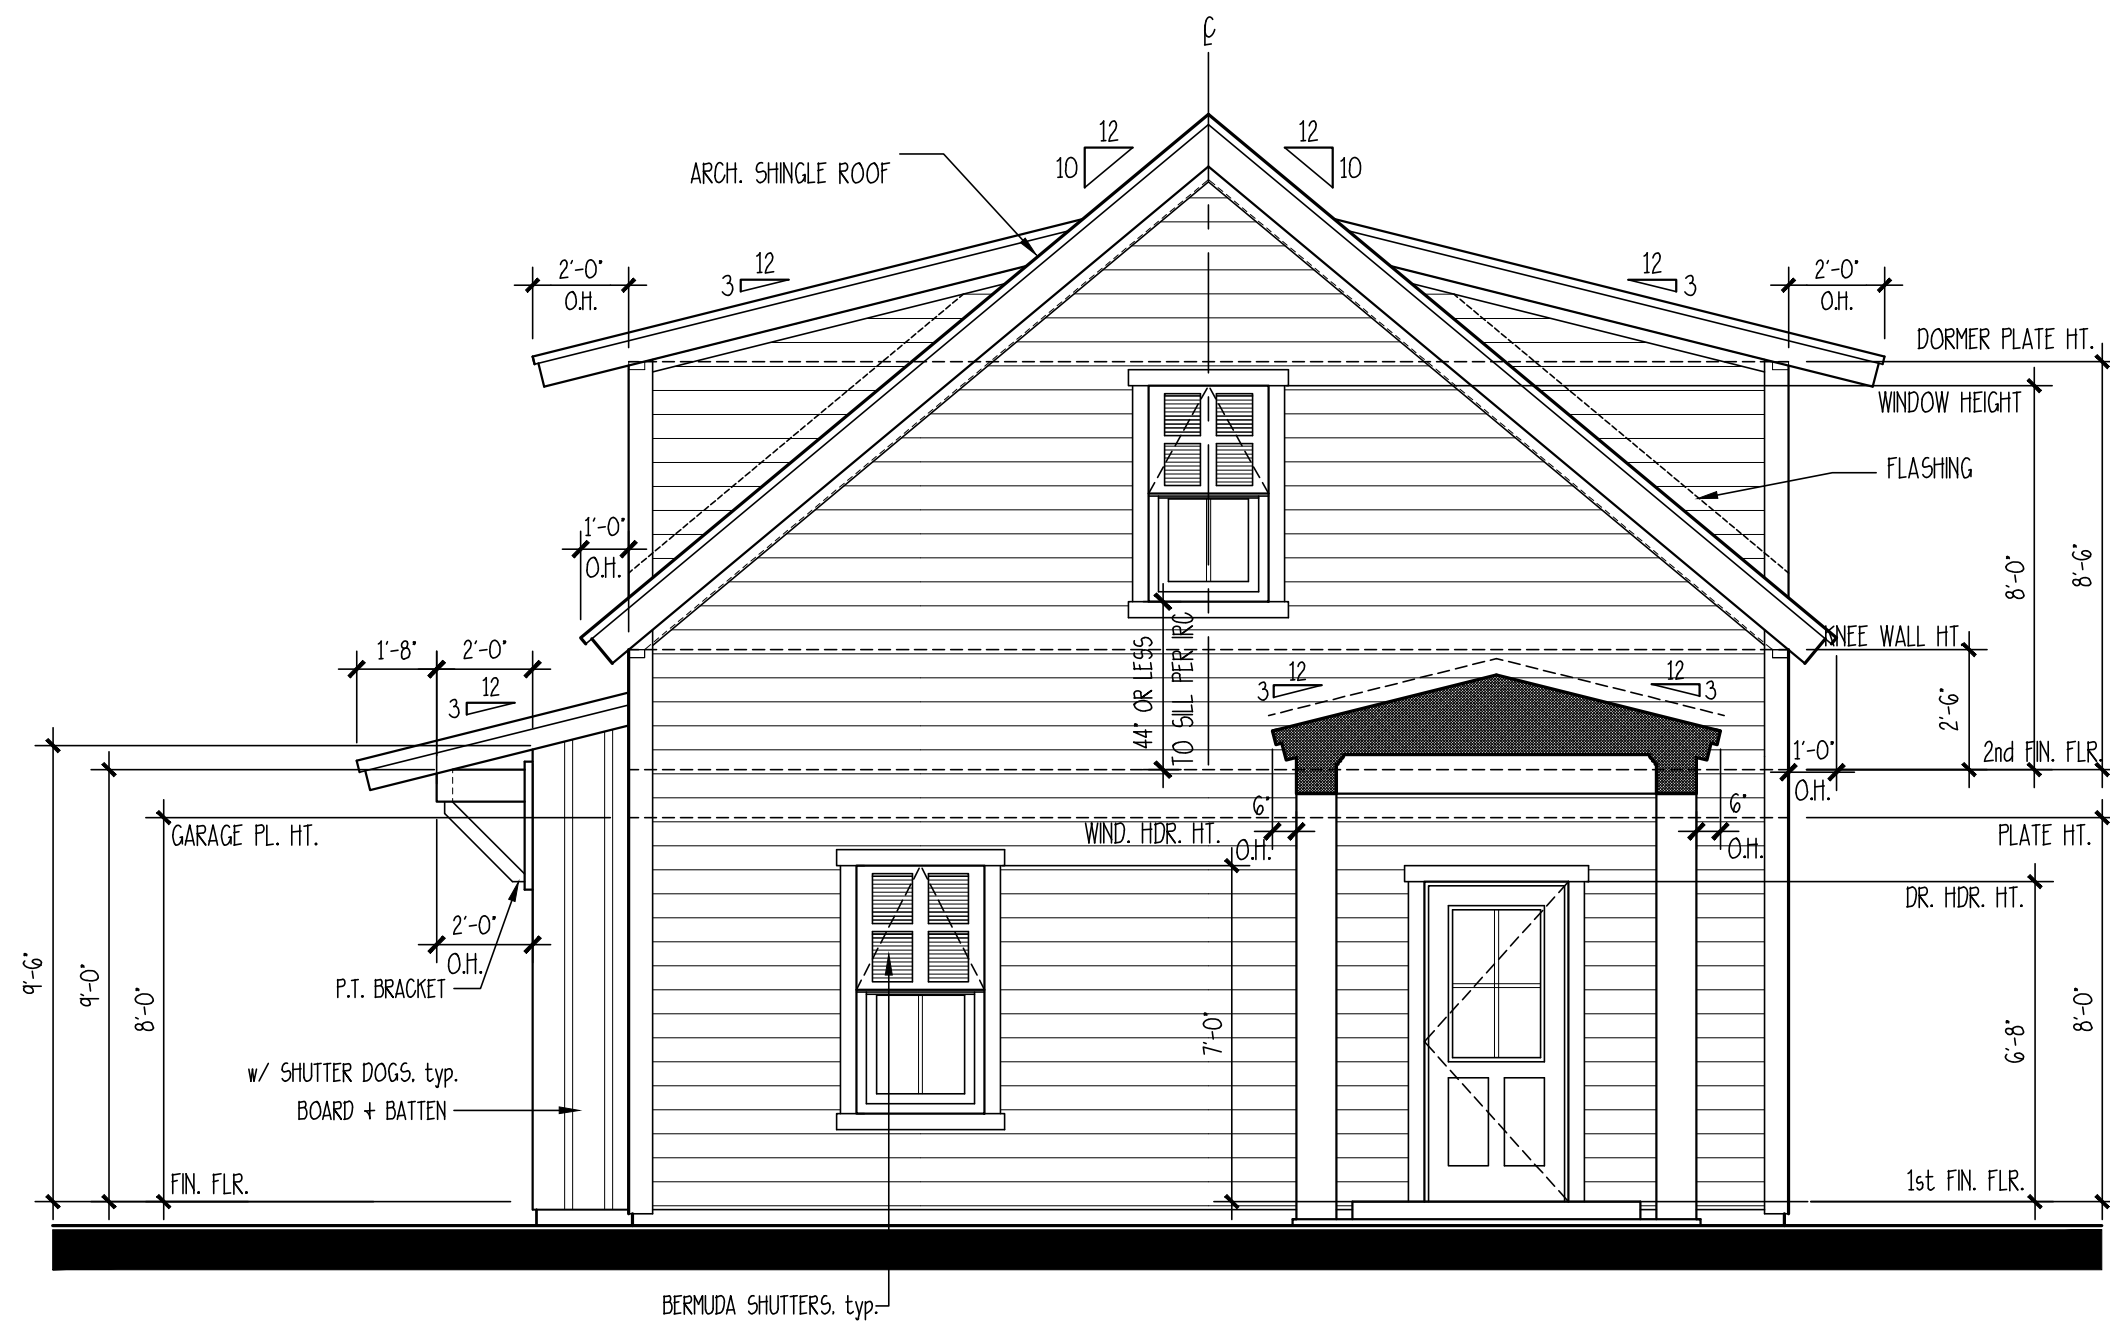 ℄
12
12
10
10
ARCH. SHINGLE ROOF
2'-0"
O.H.
12
3
12
3
2'-0"
O.H.
DORMER PLATE HT.
WINDOW HEIGHT
FLASHING
1'-0"
O.H.
8'-0"
8'-6"
1'-8"
2'-0"
44" OR LESS
TO SILL PER IRC
KNEE WALL HT.
12
3
12
3
12
3
2'-6"
1'-0"
O.H.
2nd FIN. FLR.
6"
O.H.
6"
O.H.
GARAGE PL. HT.
WIND. HDR. HT.
PLATE HT.
DR. HDR. HT.
2'-0"
O.H.
P.T. BRACKET
9'-6"
9'-0"
8'-0"
7'-0"
6'-8"
8'-0"
w/ SHUTTER DOGS, typ.
BOARD + BATTEN
FIN. FLR.
1st FIN. FLR.
BERMUDA SHUTTERS, typ.